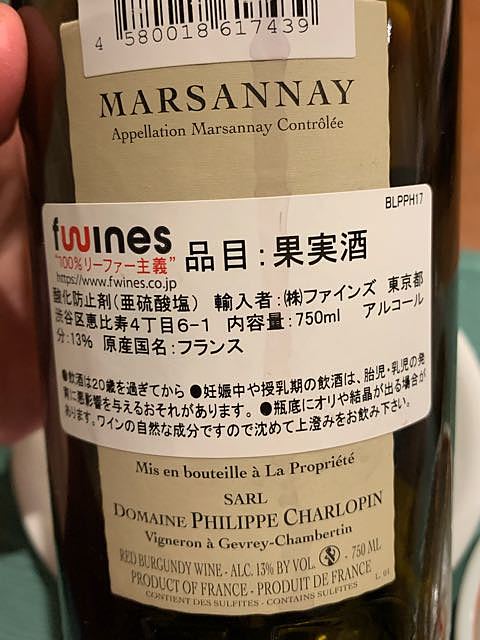 4 580018 617439
MARSANNAY
Appellation Marsannay Contrôlée
BLPPH17
fwines
"100%リーファー主義"
https://www.fwines.co.jp
品目:果実酒
酸化防止剤(亜硫酸塩) 輸入者:㈱ファインズ 東京都
渋谷区恵比寿4丁目6-1 内容量:750ml アルコール
分:13% 原産国名:フランス
●飲酒は20歳を過ぎてから ●妊娠中や授乳期の飲酒は、胎児・乳児の発
育に悪影響を与えるおそれがあります。 ●瓶底にオリや結晶が出る場合が
あります。ワインの自然な成分ですので沈めて上澄みをお飲み下さい。
Mis en bouteille à La Propriété
SARL
DOMAINE PHILIPPE CHARLOPIN
Vigneron à Gevrey-Chambertin
RED BURGUNDY WINE - ALC. 13% BY VOL. - 750 ML
PRODUCT OF FRANCE - PRODUIT DE FRANCE
CONTIENT DES SULFITES - CONTAINS SULFITES
L. 01